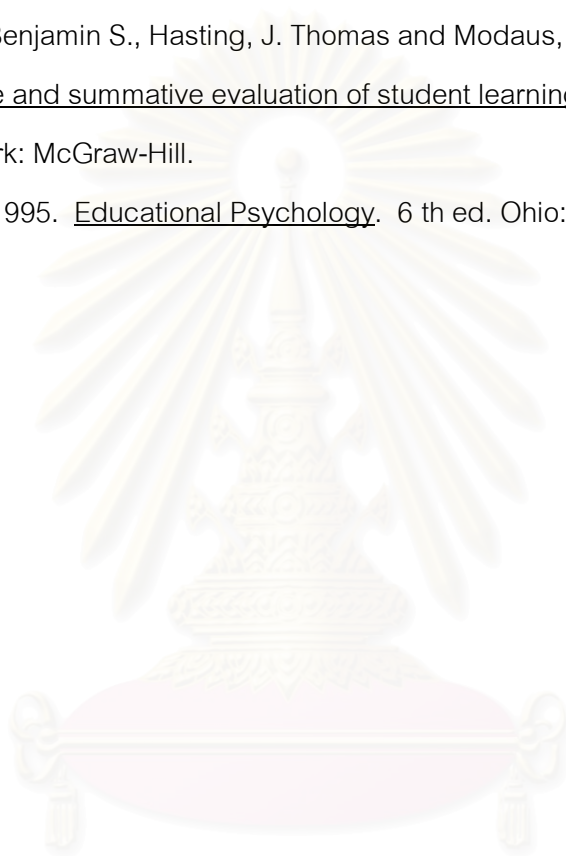 Benjamin S., Hasting, J. Thomas and Modaus,
e and summative evaluation of student learning
rk: McGraw-Hill.
995.  Educational Psychology.  6 th ed. Ohio: